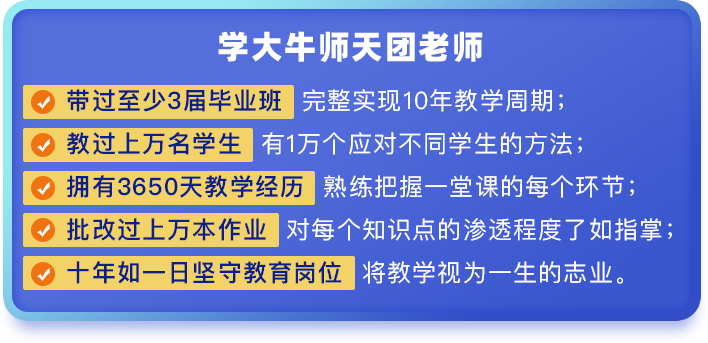 学大牛师天团老师
带过至少3届毕业班 完整实现10年教学周期；
教过上万名学生 有1万个应对不同学生的方法；
拥有3650天教学经历 熟练把握一堂课的每个环节；
批改过上万本作业 对每个知识点的渗透程度了如指掌；
十年如一日坚守教育岗位 将教学视为一生的志业。